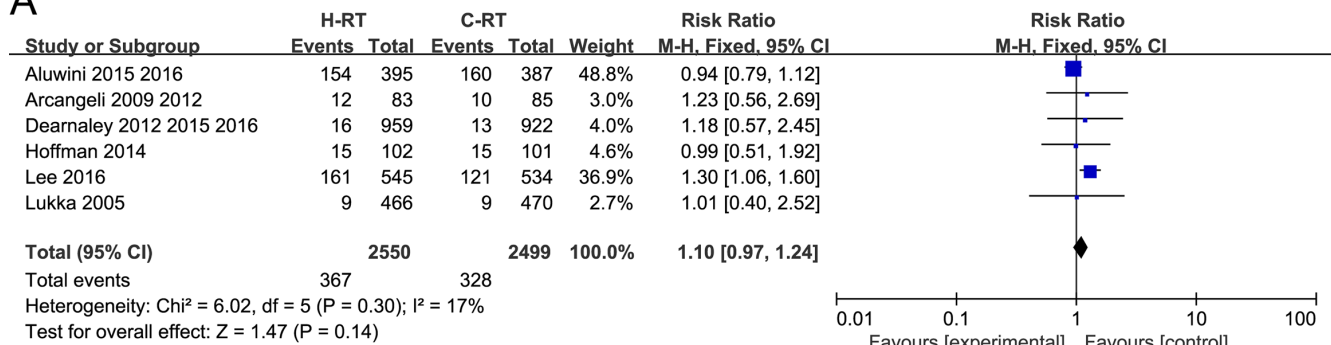 A
H-RT C-RT Risk Ratio Risk Ratio
Study or Subgroup Events Total Events Total Weight M-H, Fixed, 95% CI M-H, Fixed, 95% CI
Aluwini 2015 2016 154 395 160 387 48.8% 0.94 [0.79, 1.12]
Arcangeli 2009 2012 12 83 10 85 3.0% 1.23 [0.56, 2.69]
Dearnaley 2012 2015 2016 16 959 13 922 4.0% 1.18 [0.57, 2.45]
Hoffman 2014 15 102 15 101 4.6% 0.99 [0.51, 1.92]
Lee 2016 161 545 121 534 36.9% 1.30 [1.06, 1.60]
Lukka 2005 9 466 9 470 2.7% 1.01 [0.40, 2.52]
Total (95% CI) 2550 2499 100.0% 1.10 [0.97, 1.24]
Total events 367 328
Heterogeneity: Chi² = 6.02, df = 5 (P = 0.30); I² = 17%
Test for overall effect: Z = 1.47 (P = 0.14)
0.01 0.1 1 10 100
Favours [experimental] Favours [control]